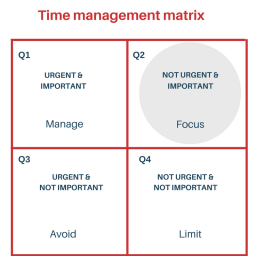 Time management matrix
Q1
URGENT &
IMPORTANT
Manage
Q2
NOT URGENT &
IMPORTANT
Focus
Q3
URGENT &
NOT IMPORTANT
Avoid
Q4
NOT URGENT &
NOT IMPORTANT
Limit